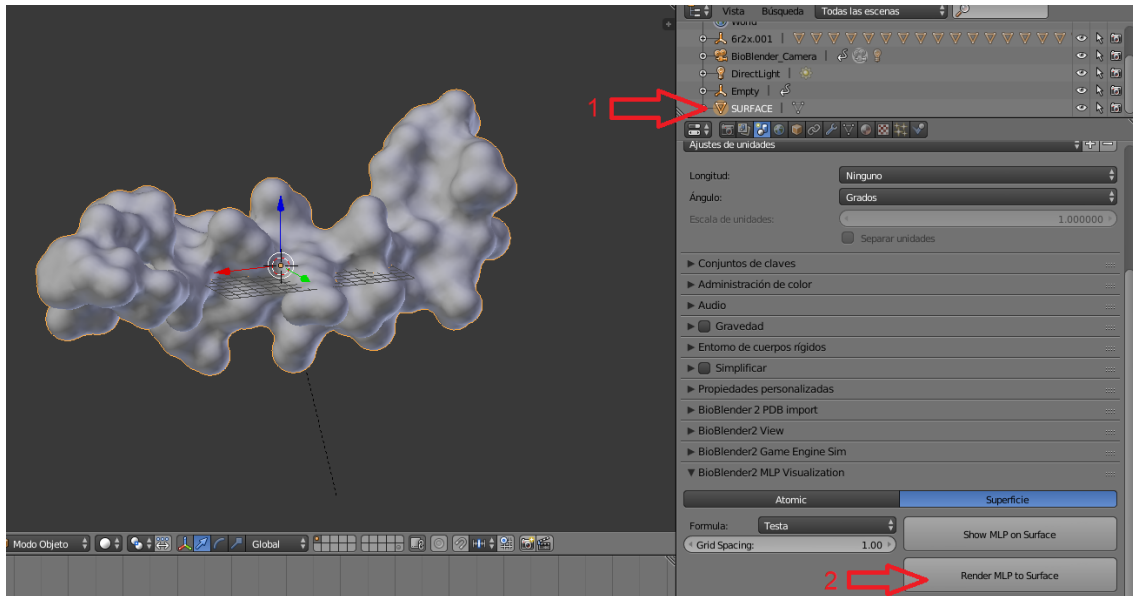 Vista Búsqueda Todas las escenas
World
6r2x.001
BioBlender_Camera
DirectLight
Empty
1
SURFACE
Ajustes de unidades
Longitud: Ninguno
Ángulo: Grados
Escala de unidades: 1.000000
Separar unidades
Conjuntos de claves
Administración de color
Audio
Gravedad
Entorno de cuerpos rígidos
Simplificar
Propiedades personalizadas
BioBlender 2 PDB import
BioBlender2 View
BioBlender2 Game Engine Sim
BioBlender2 MLP Visualization
Atomic Superficie
Formula: Testa Show MLP on Surface
Grid Spacing: 1.00
Modo Objeto Global
2 Render MLP to Surface